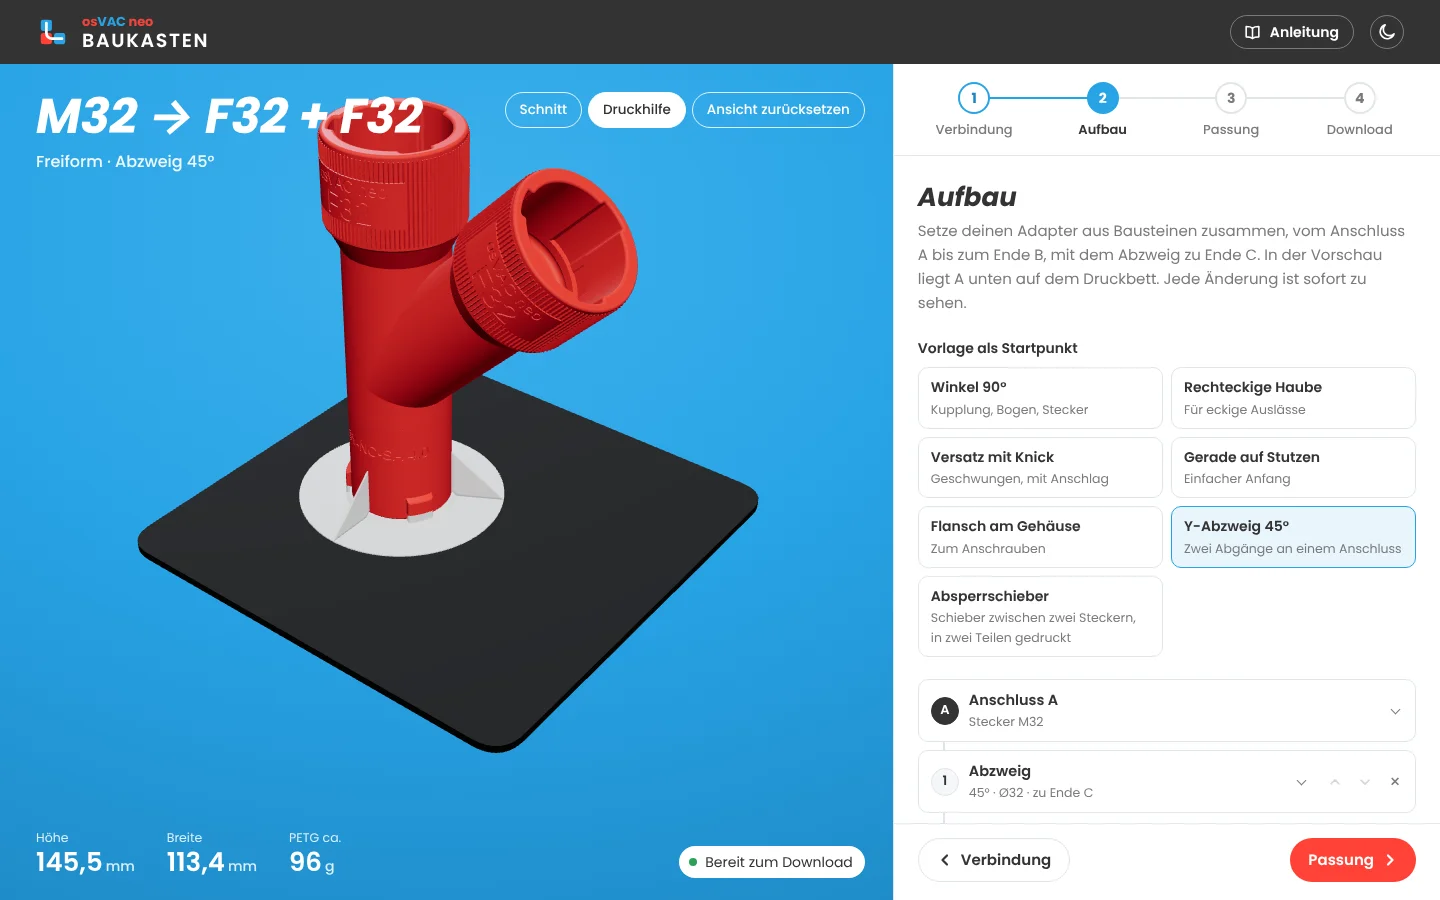 osVAC neo
BAUKASTEN
Anleitung
M32 → F32 + F32
Freiform · Abzweig 45°
Schnitt
Druckhilfe
Ansicht zurücksetzen
1
2
3
4
Verbindung
Aufbau
Passung
Download
Aufbau
Setze deinen Adapter aus Bausteinen zusammen, vom Anschluss
A bis zum Ende B, mit dem Abzweig zu Ende C. In der Vorschau
liegt A unten auf dem Druckbett. Jede Änderung ist sofort zu
sehen.
Vorlage als Startpunkt
Winkel 90°
Kupplung, Bogen, Stecker
Rechteckige Haube
Für eckige Auslässe
Versatz mit Knick
Geschwungen, mit Anschlag
Gerade auf Stutzen
Einfacher Anfang
Flansch am Gehäuse
Zum Anschrauben
Y-Abzweig 45°
Zwei Abgänge an einem Anschluss
Absperrschieber
Schieber zwischen zwei Steckern,
in zwei Teilen gedruckt
A
Anschluss A
Stecker M32
1
Abzweig
45° · Ø32 · zu Ende C
Höhe
145,5 mm
Breite
113,4 mm
PETG ca.
96 g
Bereit zum Download
Verbindung
Passung